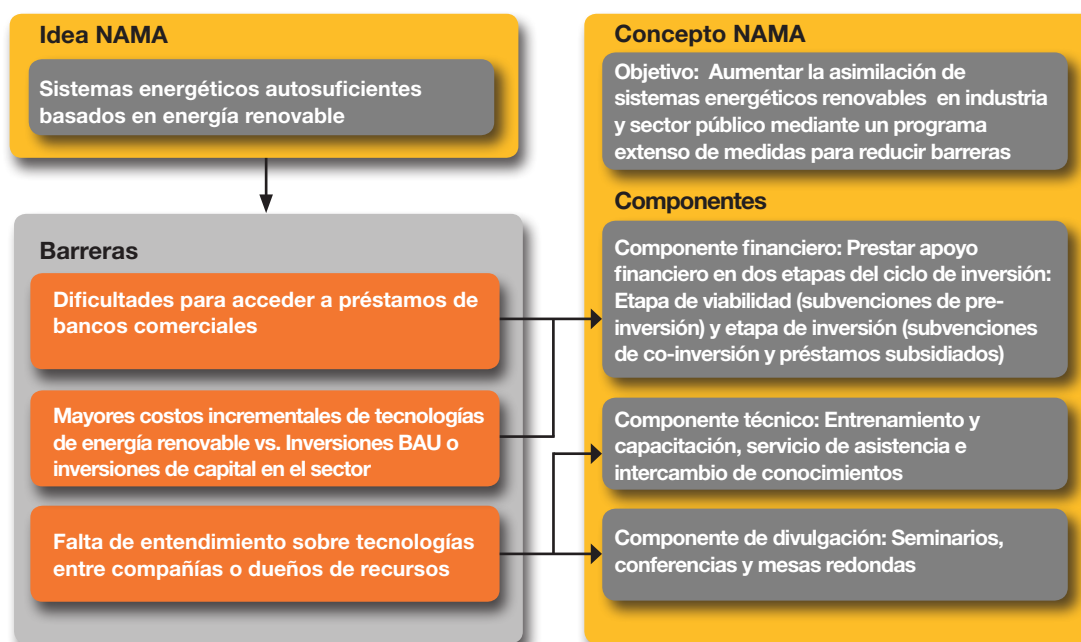 Idea NAMA
Sistemas energéticos autosuficientes
basados en energía renovable
Barreras
Dificultades para acceder a préstamos de
bancos comerciales
Mayores costos incrementales de tecnologías
de energía renovable vs. Inversiones BAU o
inversiones de capital en el sector
Falta de entendimiento sobre tecnologías
entre compañías o dueños de recursos
Concepto NAMA
Objetivo: Aumentar la asimilación de
sistemas energéticos renovables en industria
y sector público mediante un programa
extenso de medidas para reducir barreras
Componentes
Componente financiero: Prestar apoyo
financiero en dos etapas del ciclo de inversión:
Etapa de viabilidad (subvenciones de pre-
inversión) y etapa de inversión (subvenciones
de co-inversión y préstamos subsidiados)
Componente técnico: Entrenamiento y
capacitación, servicio de asistencia e
intercambio de conocimientos
Componente de divulgación: Seminarios,
conferencias y mesas redondas